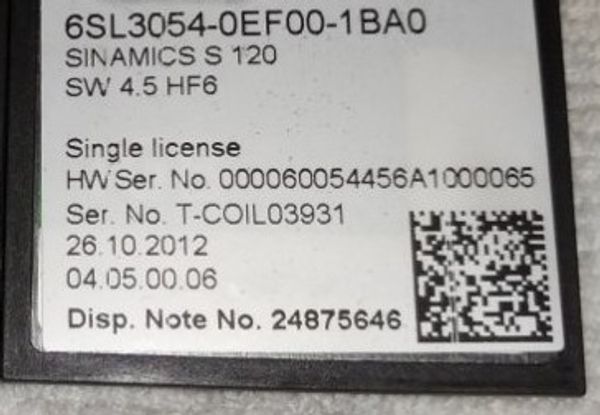 6SL3054-0EF00-1BA0
SINAMICS S 120
SW 4.5 HF6
Single license
HW Ser. No. 000060054456A1000065
Ser. No. T-COIL03931
26.10.2012
04.05.00.06
Disp. Note No. 24875646